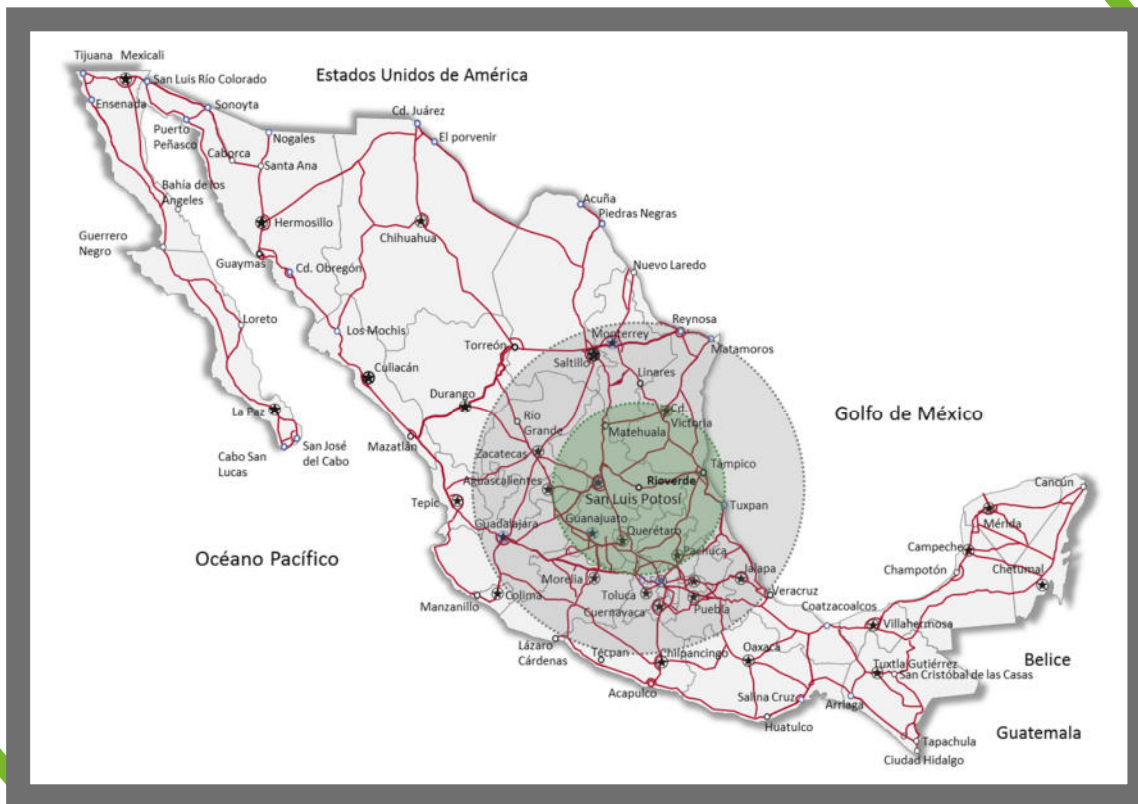 Tijuana
Mexicali
San Luis Río Colorado
Estados Unidos de América
Ensenada
Sonoyta
Cd. Juárez
El porvenir
Puerto
Peñasco
Nogales
Caborca
Santa Ana
Bahía de los
Ángeles
Acuña
Piedras Negras
Hermosillo
Chihuahua
Guerrero
Negro
Guaymas
Cd. Obregón
Nuevo Laredo
Loreto
Los Mochis
Reynosa
Monterrey
Matamoros
Torreón
Saltillo
Culiacán
Linares
Durango
La Paz
Río
Grande
Cd.
Victoria
Golfo de México
Matehuala
San José
del Cabo
Cabo San
Lucas
Mazatlán
Zacatecas
Támpico
Aguascalientes
Rioverde
San Luis Potosí
Cancún
Tepic
Tuxpan
Guadalajara
Guanajuato
Querétaro
Mérida
Océano Pacífico
Pachuca
Campeche
Champotón
Chetumal
Morelia
Jalapa
Manzanillo
Colima
Toluca
Cuernavaca
Puebla
Veracruz
Coatzacoalcos
Villahermosa
Lázaro
Cárdenas
Técpan
Chilpancingo
Oaxaca
Belice
Tuxtla Gutiérrez
San Cristóbal de las Casas
Acapulco
Salina Cruz
Arriaga
Huatulco
Guatemala
Tapachula
Ciudad Hidalgo